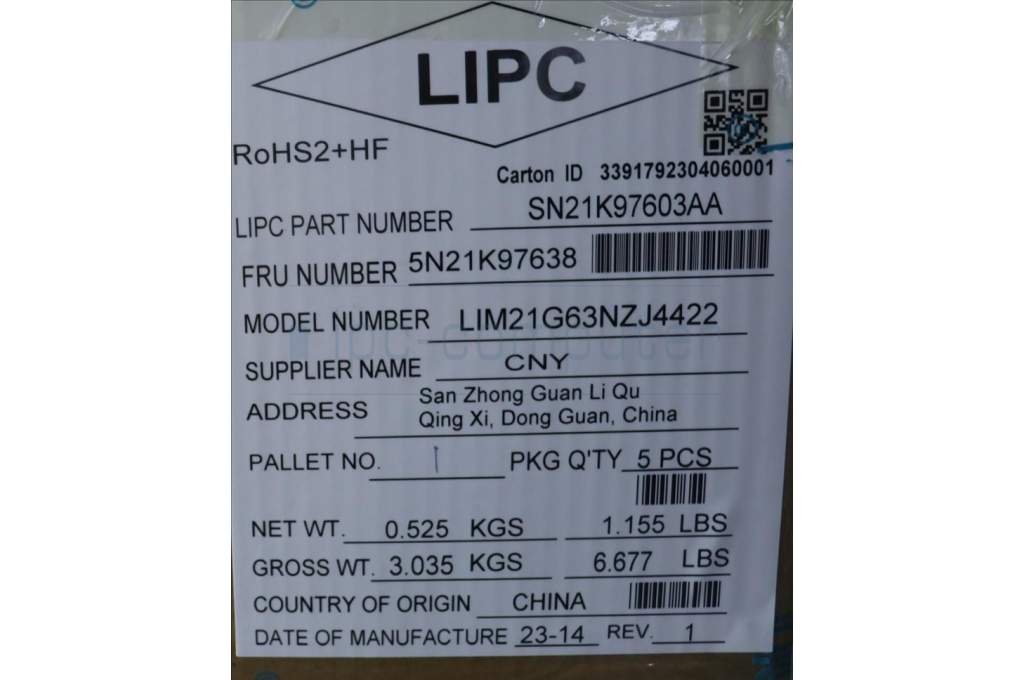 LIPC
RoHS2+HF
Carton ID 3391792304060001
LIPC PART NUMBER SN21K97603AA
FRU NUMBER 5N21K97638
MODEL NUMBER LIM21G63NZJ4422
ipc-computer
SUPPLIER NAME CNY
ADDRESS San Zhong Guan Li Qu
Qing Xi, Dong Guan, China
PALLET NO. 1 PKG Q'TY 5 PCS
NET WT. 0.525 KGS 1.155 LBS
GROSS WT. 3.035 KGS 6.677 LBS
COUNTRY OF ORIGIN CHINA
DATE OF MANUFACTURE 23-14 REV. 1